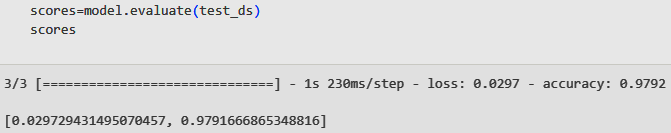 scores=model.evaluate(test_ds)
scores
3/3 [==============================] - 1s 230ms/step - loss: 0.0297 - accuracy: 0.9792
[0.029729431495070457, 0.9791666865348816]